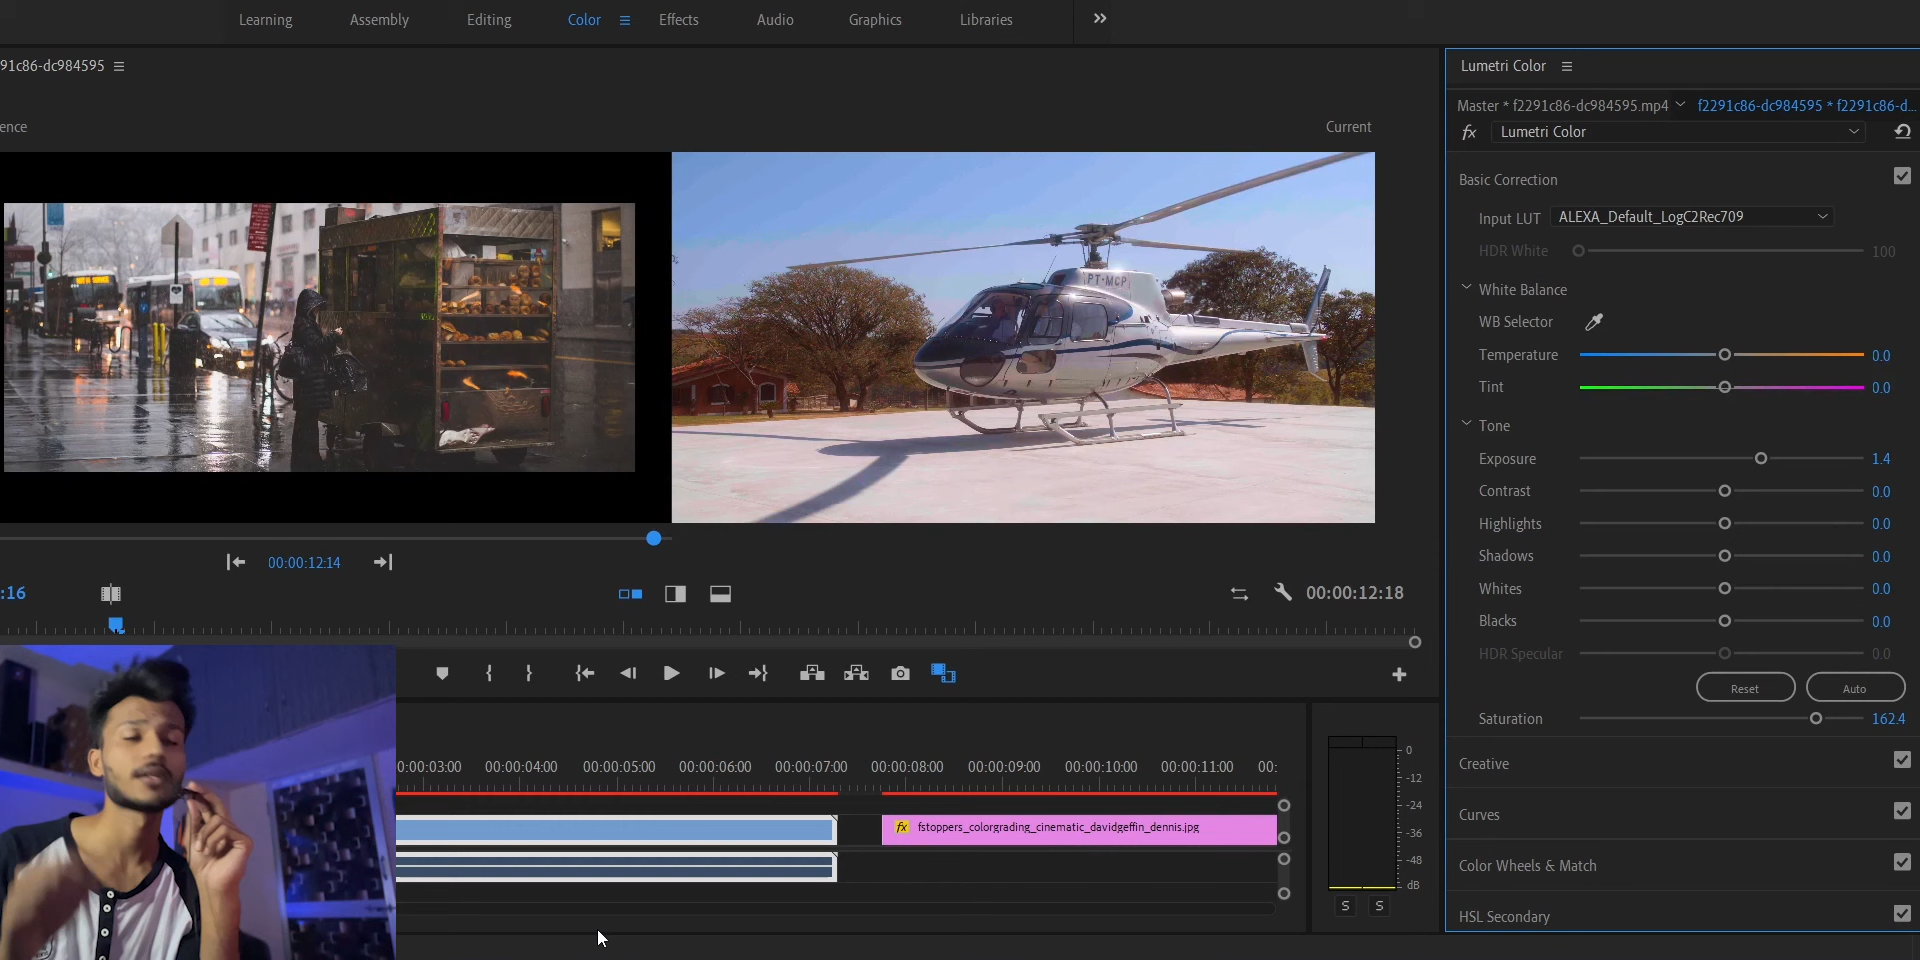 Learning Assembly Editing Color Effects Audio Graphics Libraries
91c86-dc984595
ence
Current
PT-MCP
00:00:12:14
:16
00:00:12:18
0:00:03:00 00:00:04:00 00:00:05:00 00:00:06:00 00:00:07:00 00:00:08:00 00:00:09:00 00:00:10:00 00:00:11:00 00:
fx fstoppers_colorgrading_cinematic_davidgeffin_dennis.jpg
0
-12
-24
-36
-48
dB
S S
Lumetri Color
Master * f2291c86-dc984595.mp4 f2291c86-dc984595 * f2291c86-d...
fx Lumetri Color
Basic Correction
Input LUT ALEXA_Default_LogC2Rec709
HDR White 100
White Balance
WB Selector
Temperature 0.0
Tint 0.0
Tone
Exposure 1.4
Contrast 0.0
Highlights 0.0
Shadows 0.0
Whites 0.0
Blacks 0.0
HDR Specular 0.0
Reset Auto
Saturation 162.4
Creative
Curves
Color Wheels & Match
HSL Secondary